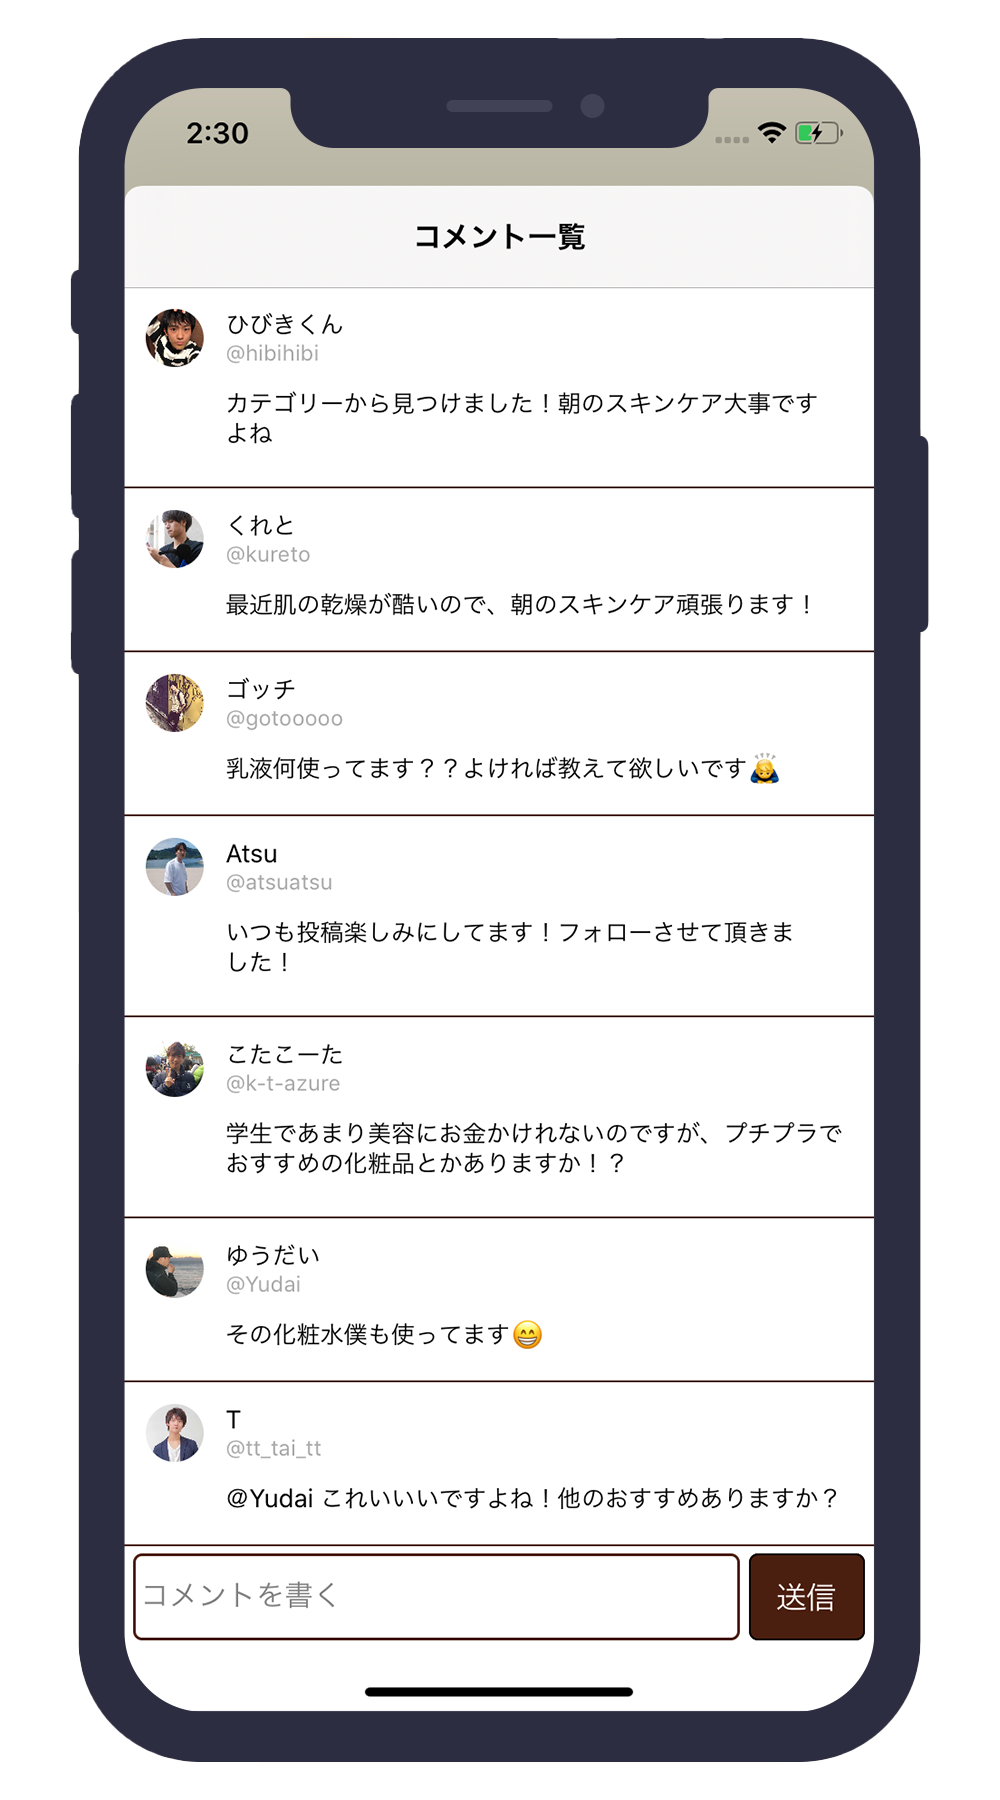 2:30
コメント一覧
ひびきくん
@hibihibi
カテゴリーから見つけました！朝のスキンケア大事です
よね
くれと
@kureto
最近肌の乾燥が酷いので、朝のスキンケア頑張ります！
ゴッチ
@gotooooo
乳液何使ってます？？よければ教えて欲しいです🙇
Atsu
@atsuatsu
いつも投稿楽しみにしてます！フォローさせて頂きま
した！
こたこーた
@k-t-azure
学生であまり美容にお金かけれないのですが、プチプラで
おすすめの化粧品とかありますか！？
ゆうだい
@Yudai
その化粧水僕も使ってます😁
T
@tt_tai_tt
@Yudai これいいいですよね！他のおすすめありますか？
コメントを書く
送信